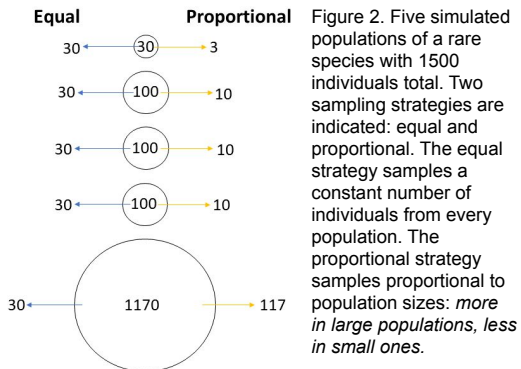 Equal Proportional
30 30 3
30 100 10
30 100 10
30 100 10
30 1170 117
Figure 2. Five simulated
populations of a rare
species with 1500
individuals total. Two
sampling strategies are
indicated: equal and
proportional. The equal
strategy samples a
constant number of
individuals from every
population. The
proportional strategy
samples proportional to
population sizes: more
in large populations, less
in small ones.